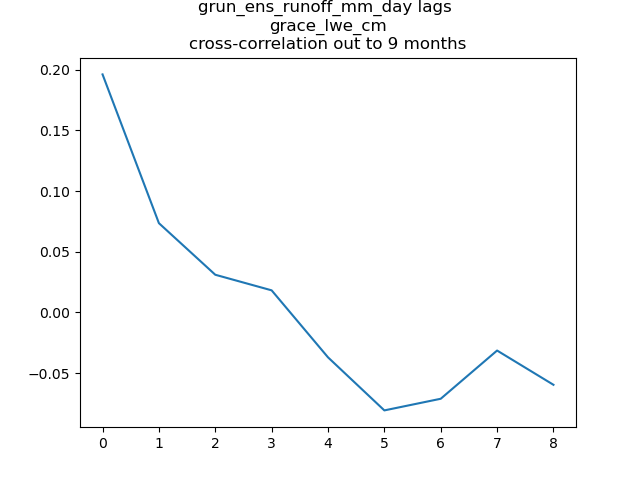 grun_ens_runoff_mm_day lags
grace_lwe_cm
cross-correlation out to 9 months
0.20
0.15
0.10
0.05
0.00
−0.05
0 1 2 3 4 5 6 7 8